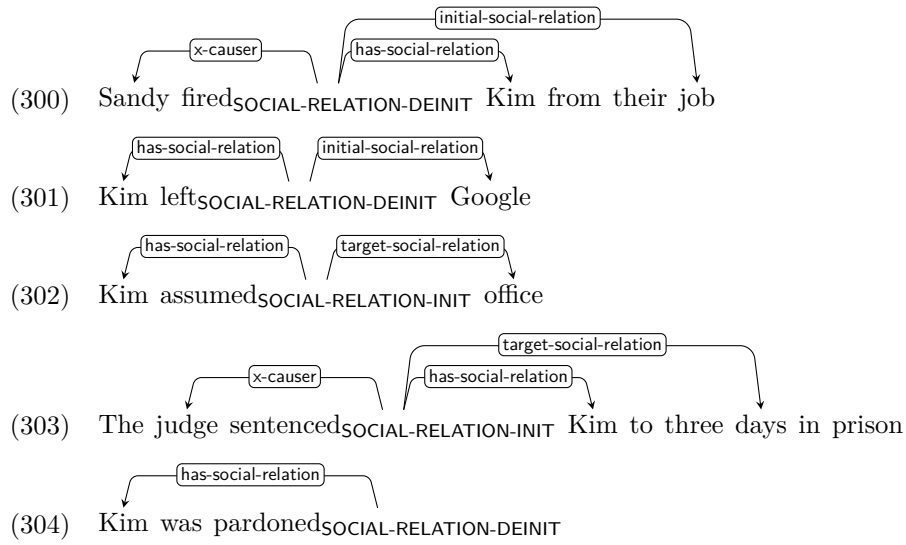 initial-social-relation
x-causer has-social-relation
(300) Sandy firedSOCIAL-RELATION-DEINIT Kim from their job
has-social-relation initial-social-relation
(301) Kim leftSOCIAL-RELATION-DEINIT Google
has-social-relation target-social-relation
(302) Kim assumedSOCIAL-RELATION-INIT office
target-social-relation
x-causer has-social-relation
(303) The judge sentencedSOCIAL-RELATION-INIT Kim to three days in prison
has-social-relation
(304) Kim was pardonedSOCIAL-RELATION-DEINIT